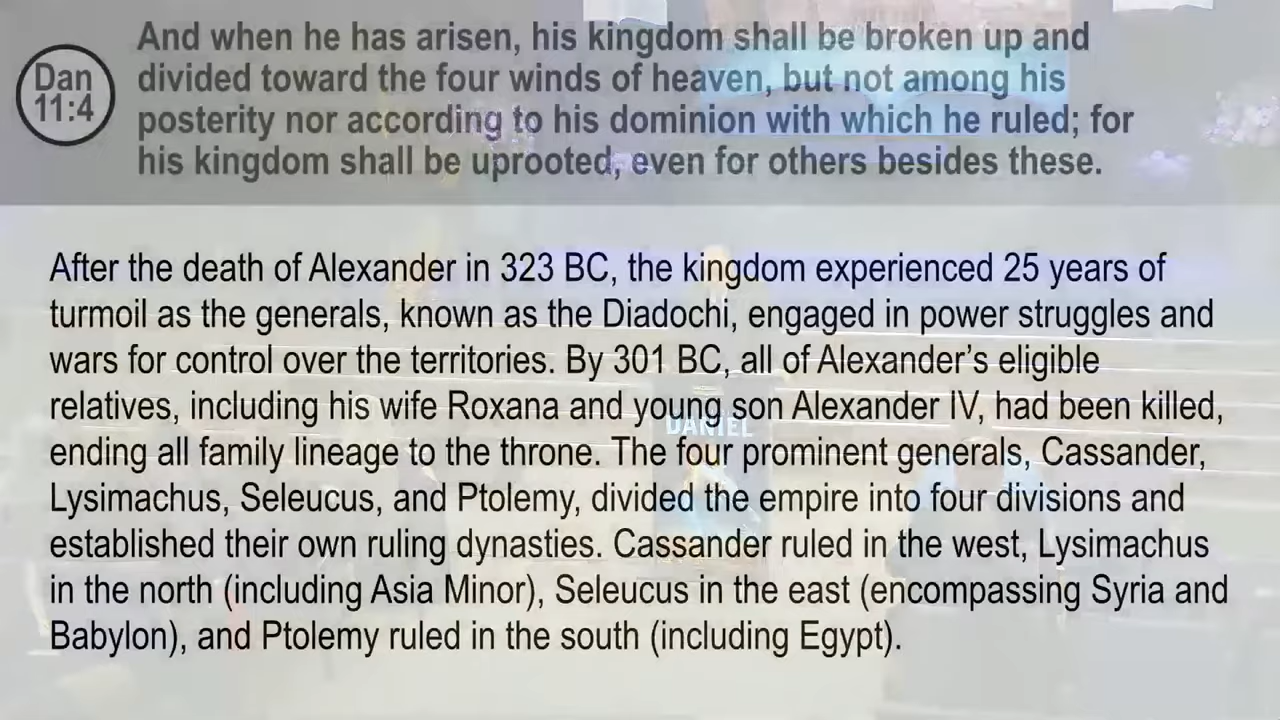 Dan
11:4
And when he has arisen, his kingdom shall be broken up and
divided toward the four winds of heaven, but not among his
posterity nor according to his dominion with which he ruled; for
his kingdom shall be uprooted, even for others besides these.
After the death of Alexander in 323 BC, the kingdom experienced 25 years of
turmoil as the generals, known as the Diadochi, engaged in power struggles and
wars for control over the territories. By 301 BC, all of Alexander’s eligible
relatives, including his wife Roxana and young son Alexander IV, had been killed,
DANIEL
ending all family lineage to the throne. The four prominent generals, Cassander,
Lysimachus, Seleucus, and Ptolemy, divided the empire into four divisions and
established their own ruling dynasties. Cassander ruled in the west, Lysimachus
in the north (including Asia Minor), Seleucus in the east (encompassing Syria and
Babylon), and Ptolemy ruled in the south (including Egypt).